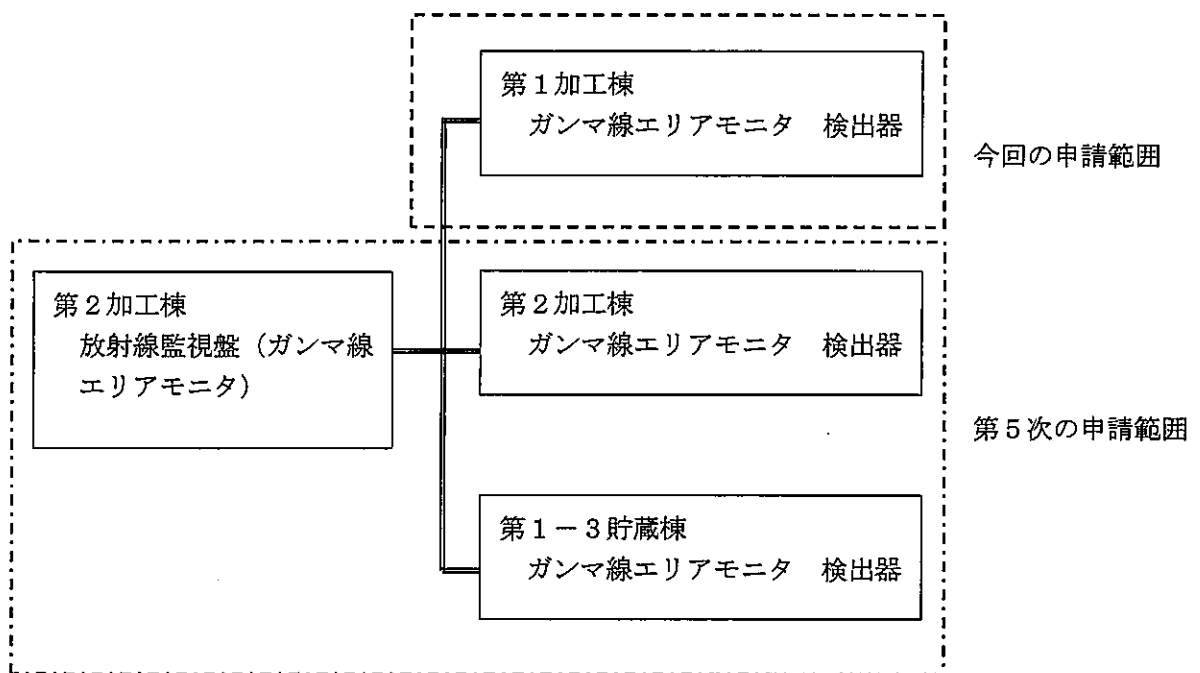 第1加工棟
ガンマ線エリアモニタ　検出器
今回の申請範囲
第2加工棟
放射線監視盤（ガンマ線
エリアモニタ）
第2加工棟
ガンマ線エリアモニタ　検出器
第5次の申請範囲
第1－3貯蔵棟
ガンマ線エリアモニタ　検出器